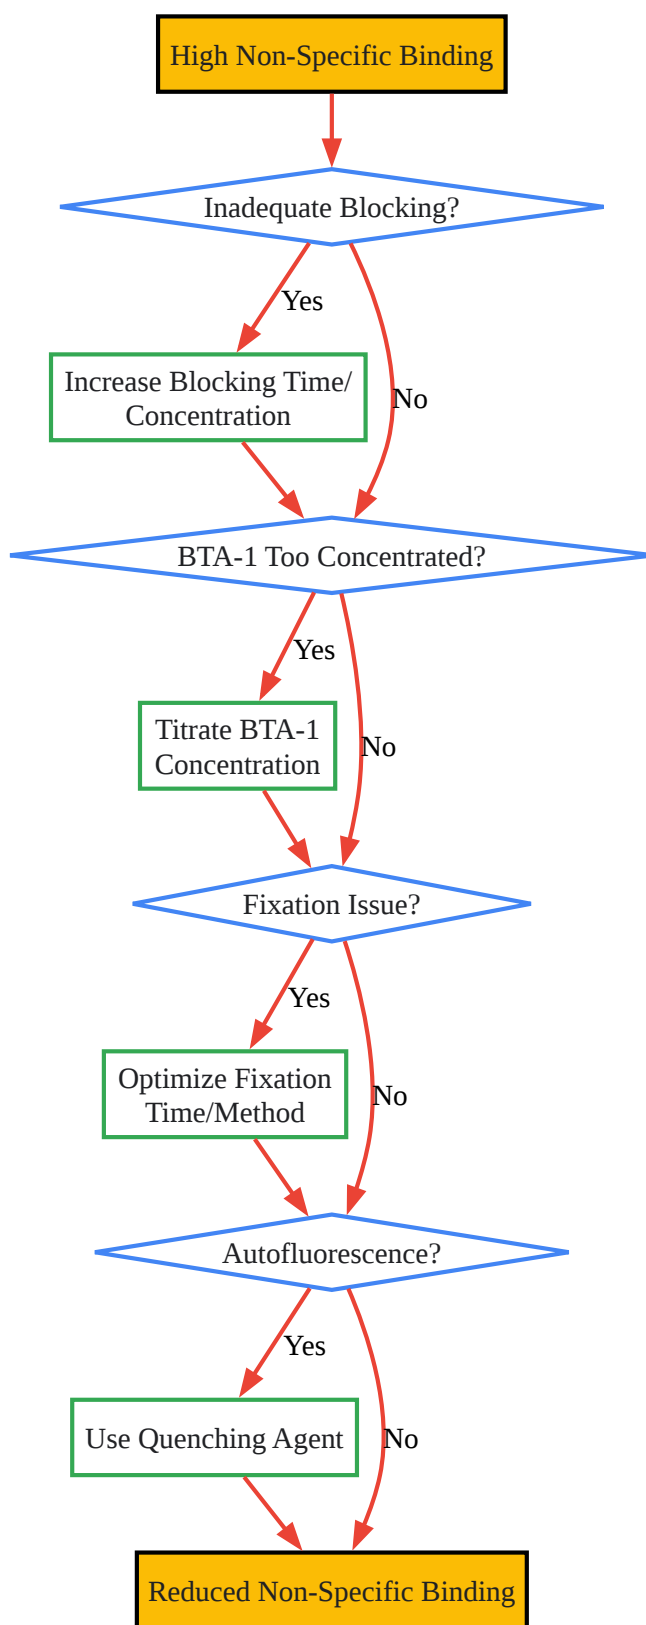 High Non-Specific Binding
Inadequate Blocking?
Yes
Increase Blocking Time/
Concentration
No
BTA-1 Too Concentrated?
Yes
Titrate BTA-1
Concentration
No
Fixation Issue?
Yes
Optimize Fixation
Time/Method
No
Autofluorescence?
Yes
Use Quenching Agent
No
Reduced Non-Specific Binding